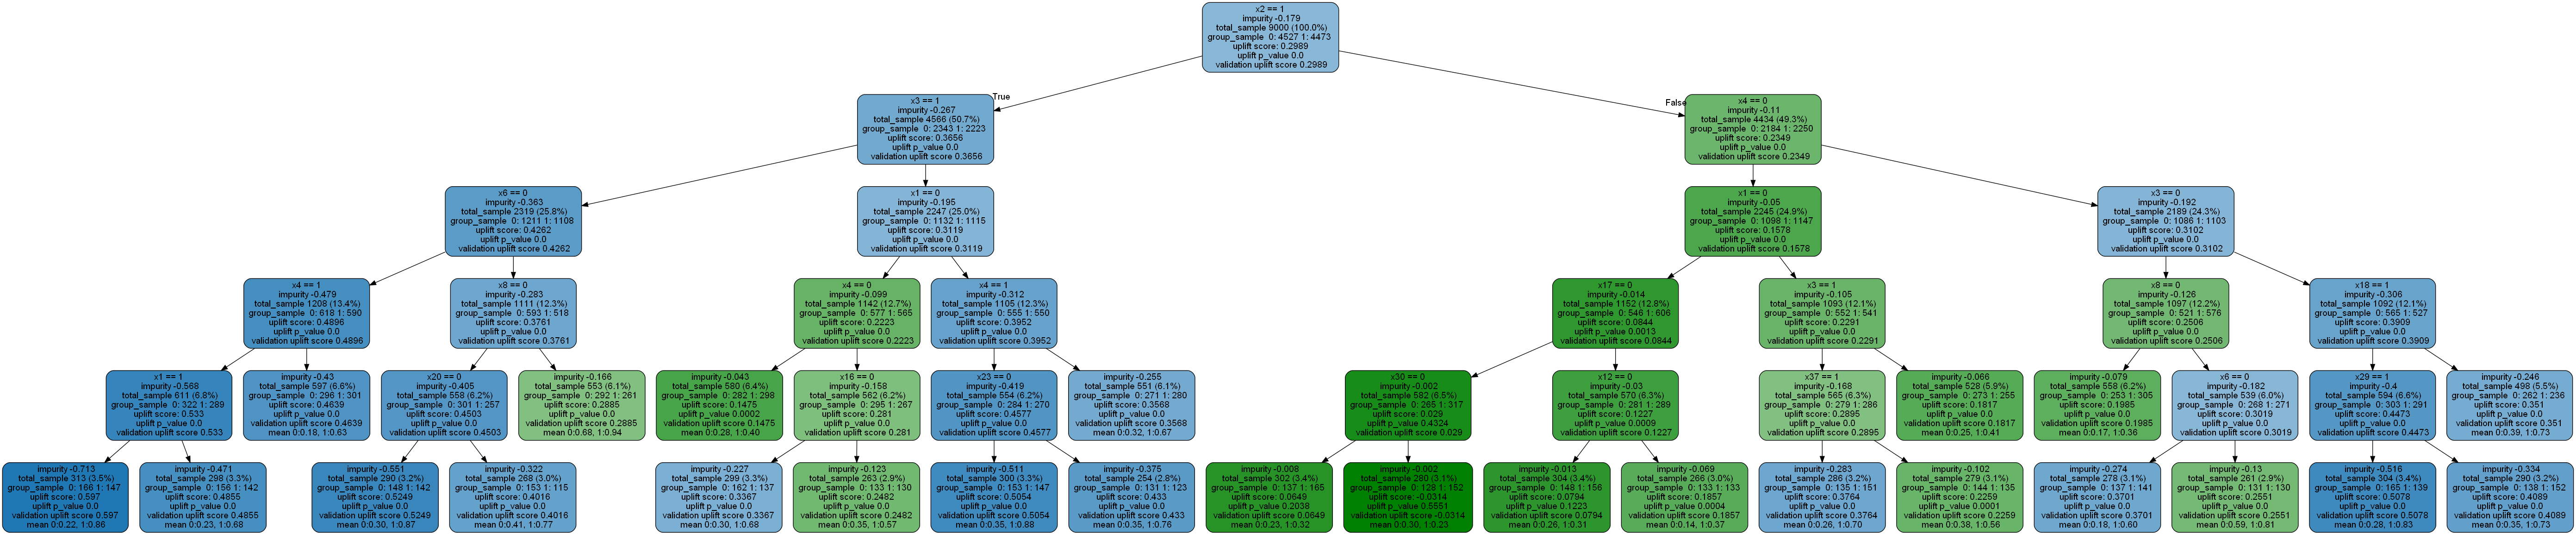 x2 == 1
impurity -0.179
total_sample 9000 (100.0%)
group_sample 0: 4527 1: 4473
uplift score: 0.2989
uplift p_value 0.0
validation uplift score 0.2989
True
False
x3 == 1
impurity -0.267
total_sample 4566 (50.7%)
group_sample 0: 2343 1: 2223
uplift score: 0.3656
uplift p_value 0.0
validation uplift score 0.3656
x4 == 0
impurity -0.11
total_sample 4434 (49.3%)
group_sample 0: 2184 1: 2250
uplift score: 0.2349
uplift p_value 0.0
validation uplift score 0.2349
x6 == 0
impurity -0.363
total_sample 2319 (25.8%)
group_sample 0: 1211 1: 1108
uplift score: 0.4262
uplift p_value 0.0
validation uplift score 0.4262
x1 == 0
impurity -0.195
total_sample 2247 (25.0%)
group_sample 0: 1132 1: 1115
uplift score: 0.3119
uplift p_value 0.0
validation uplift score 0.3119
x1 == 0
impurity -0.05
total_sample 2245 (24.9%)
group_sample 0: 1098 1: 1147
uplift score: 0.1578
uplift p_value 0.0
validation uplift score 0.1578
x3 == 0
impurity -0.192
total_sample 2189 (24.3%)
group_sample 0: 1086 1: 1103
uplift score: 0.3102
uplift p_value 0.0
validation uplift score 0.3102
x4 == 1
impurity -0.479
total_sample 1208 (13.4%)
group_sample 0: 618 1: 590
uplift score: 0.4896
uplift p_value 0.0
validation uplift score 0.4896
x8 == 0
impurity -0.283
total_sample 1111 (12.3%)
group_sample 0: 593 1: 518
uplift score: 0.3761
uplift p_value 0.0
validation uplift score 0.3761
x4 == 0
impurity -0.099
total_sample 1142 (12.7%)
group_sample 0: 577 1: 565
uplift score: 0.2223
uplift p_value 0.0
validation uplift score 0.2223
x4 == 1
impurity -0.312
total_sample 1105 (12.3%)
group_sample 0: 555 1: 550
uplift score: 0.3952
uplift p_value 0.0
validation uplift score 0.3952
x17 == 0
impurity -0.014
total_sample 1152 (12.8%)
group_sample 0: 546 1: 606
uplift score: 0.0844
uplift p_value 0.0013
validation uplift score 0.0844
x3 == 1
impurity -0.105
total_sample 1093 (12.1%)
group_sample 0: 552 1: 541
uplift score: 0.2291
uplift p_value 0.0
validation uplift score 0.2291
x8 == 0
impurity -0.126
total_sample 1097 (12.2%)
group_sample 0: 521 1: 576
uplift score: 0.2506
uplift p_value 0.0
validation uplift score 0.2506
x18 == 1
impurity -0.306
total_sample 1092 (12.1%)
group_sample 0: 565 1: 527
uplift score: 0.3909
uplift p_value 0.0
validation uplift score 0.3909
x1 == 1
impurity -0.568
total_sample 611 (6.8%)
group_sample 0: 322 1: 289
uplift score: 0.533
uplift p_value 0.0
validation uplift score 0.533
impurity -0.43
total_sample 597 (6.6%)
group_sample 0: 296 1: 301
uplift score: 0.4639
uplift p_value 0.0
validation uplift score 0.4639
mean 0:0.18, 1:0.63
x20 == 0
impurity -0.405
total_sample 558 (6.2%)
group_sample 0: 301 1: 257
uplift score: 0.4503
uplift p_value 0.0
validation uplift score 0.4503
impurity -0.166
total_sample 553 (6.1%)
group_sample 0: 292 1: 261
uplift score: 0.2885
uplift p_value 0.0
validation uplift score 0.2885
mean 0:0.68, 1:0.94
impurity -0.043
total_sample 580 (6.4%)
group_sample 0: 282 1: 298
uplift score: 0.1475
uplift p_value 0.0002
validation uplift score 0.1475
mean 0:0.28, 1:0.40
x16 == 0
impurity -0.158
total_sample 562 (6.2%)
group_sample 0: 295 1: 267
uplift score: 0.281
uplift p_value 0.0
validation uplift score 0.281
x23 == 0
impurity -0.419
total_sample 554 (6.2%)
group_sample 0: 284 1: 270
uplift score: 0.4577
uplift p_value 0.0
validation uplift score 0.4577
impurity -0.255
total_sample 551 (6.1%)
group_sample 0: 271 1: 280
uplift score: 0.3568
uplift p_value 0.0
validation uplift score 0.3568
mean 0:0.32, 1:0.67
x30 == 0
impurity -0.002
total_sample 582 (6.5%)
group_sample 0: 265 1: 317
uplift score: 0.029
uplift p_value 0.4324
validation uplift score 0.029
x12 == 0
impurity -0.03
total_sample 570 (6.3%)
group_sample 0: 281 1: 289
uplift score: 0.1227
uplift p_value 0.0009
validation uplift score 0.1227
x37 == 1
impurity -0.168
total_sample 565 (6.3%)
group_sample 0: 279 1: 286
uplift score: 0.2895
uplift p_value 0.0
validation uplift score 0.2895
impurity -0.066
total_sample 528 (5.9%)
group_sample 0: 273 1: 255
uplift score: 0.1817
uplift p_value 0.0
validation uplift score 0.1817
mean 0:0.25, 1:0.41
impurity -0.079
total_sample 558 (6.2%)
group_sample 0: 253 1: 305
uplift score: 0.1985
uplift p_value 0.0
validation uplift score 0.1985
mean 0:0.17, 1:0.36
x6 == 0
impurity -0.182
total_sample 539 (6.0%)
group_sample 0: 268 1: 271
uplift score: 0.3019
uplift p_value 0.0
validation uplift score 0.3019
x29 == 1
impurity -0.4
total_sample 594 (6.6%)
group_sample 0: 303 1: 291
uplift score: 0.4473
uplift p_value 0.0
validation uplift score 0.4473
impurity -0.246
total_sample 498 (5.5%)
group_sample 0: 262 1: 236
uplift score: 0.351
uplift p_value 0.0
validation uplift score 0.351
mean 0:0.39, 1:0.73
impurity -0.713
total_sample 313 (3.5%)
group_sample 0: 166 1: 147
uplift score: 0.597
uplift p_value 0.0
validation uplift score 0.597
mean 0:0.22, 1:0.86
impurity -0.471
total_sample 298 (3.3%)
group_sample 0: 156 1: 142
uplift score: 0.4855
uplift p_value 0.0
validation uplift score 0.4855
mean 0:0.23, 1:0.68
impurity -0.551
total_sample 290 (3.2%)
group_sample 0: 148 1: 142
uplift score: 0.5249
uplift p_value 0.0
validation uplift score 0.5249
mean 0:0.30, 1:0.87
impurity -0.322
total_sample 268 (3.0%)
group_sample 0: 153 1: 115
uplift score: 0.4016
uplift p_value 0.0
validation uplift score 0.4016
mean 0:0.41, 1:0.77
impurity -0.227
total_sample 299 (3.3%)
group_sample 0: 162 1: 137
uplift score: 0.3367
uplift p_value 0.0
validation uplift score 0.3367
mean 0:0.30, 1:0.68
impurity -0.123
total_sample 263 (2.9%)
group_sample 0: 133 1: 130
uplift score: 0.2482
uplift p_value 0.0
validation uplift score 0.2482
mean 0:0.35, 1:0.57
impurity -0.511
total_sample 300 (3.3%)
group_sample 0: 153 1: 147
uplift score: 0.5054
uplift p_value 0.0
validation uplift score 0.5054
mean 0:0.35, 1:0.88
impurity -0.375
total_sample 254 (2.8%)
group_sample 0: 131 1: 123
uplift score: 0.433
uplift p_value 0.0
validation uplift score 0.433
mean 0:0.35, 1:0.76
impurity -0.008
total_sample 302 (3.4%)
group_sample 0: 137 1: 165
uplift score: 0.0649
uplift p_value 0.2038
validation uplift score 0.0649
mean 0:0.23, 1:0.32
impurity -0.002
total_sample 280 (3.1%)
group_sample 0: 128 1: 152
uplift score: -0.0314
uplift p_value 0.5551
validation uplift score -0.0314
mean 0:0.30, 1:0.23
impurity -0.013
total_sample 304 (3.4%)
group_sample 0: 148 1: 156
uplift score: 0.0794
uplift p_value 0.1223
validation uplift score 0.0794
mean 0:0.26, 1:0.31
impurity -0.069
total_sample 266 (3.0%)
group_sample 0: 133 1: 133
uplift score: 0.1857
uplift p_value 0.0004
validation uplift score 0.1857
mean 0:0.14, 1:0.37
impurity -0.283
total_sample 286 (3.2%)
group_sample 0: 135 1: 151
uplift score: 0.3764
uplift p_value 0.0
validation uplift score 0.3764
mean 0:0.26, 1:0.70
impurity -0.102
total_sample 279 (3.1%)
group_sample 0: 144 1: 135
uplift score: 0.2259
uplift p_value 0.0001
validation uplift score 0.2259
mean 0:0.38, 1:0.56
impurity -0.274
total_sample 278 (3.1%)
group_sample 0: 137 1: 141
uplift score: 0.3701
uplift p_value 0.0
validation uplift score 0.3701
mean 0:0.18, 1:0.60
impurity -0.13
total_sample 261 (2.9%)
group_sample 0: 131 1: 130
uplift score: 0.2551
uplift p_value 0.0
validation uplift score 0.2551
mean 0:0.59, 1:0.81
impurity -0.516
total_sample 304 (3.4%)
group_sample 0: 165 1: 139
uplift score: 0.5078
uplift p_value 0.0
validation uplift score 0.5078
mean 0:0.28, 1:0.83
impurity -0.334
total_sample 290 (3.2%)
group_sample 0: 138 1: 152
uplift score: 0.4089
uplift p_value 0.0
validation uplift score 0.4089
mean 0:0.35, 1:0.73